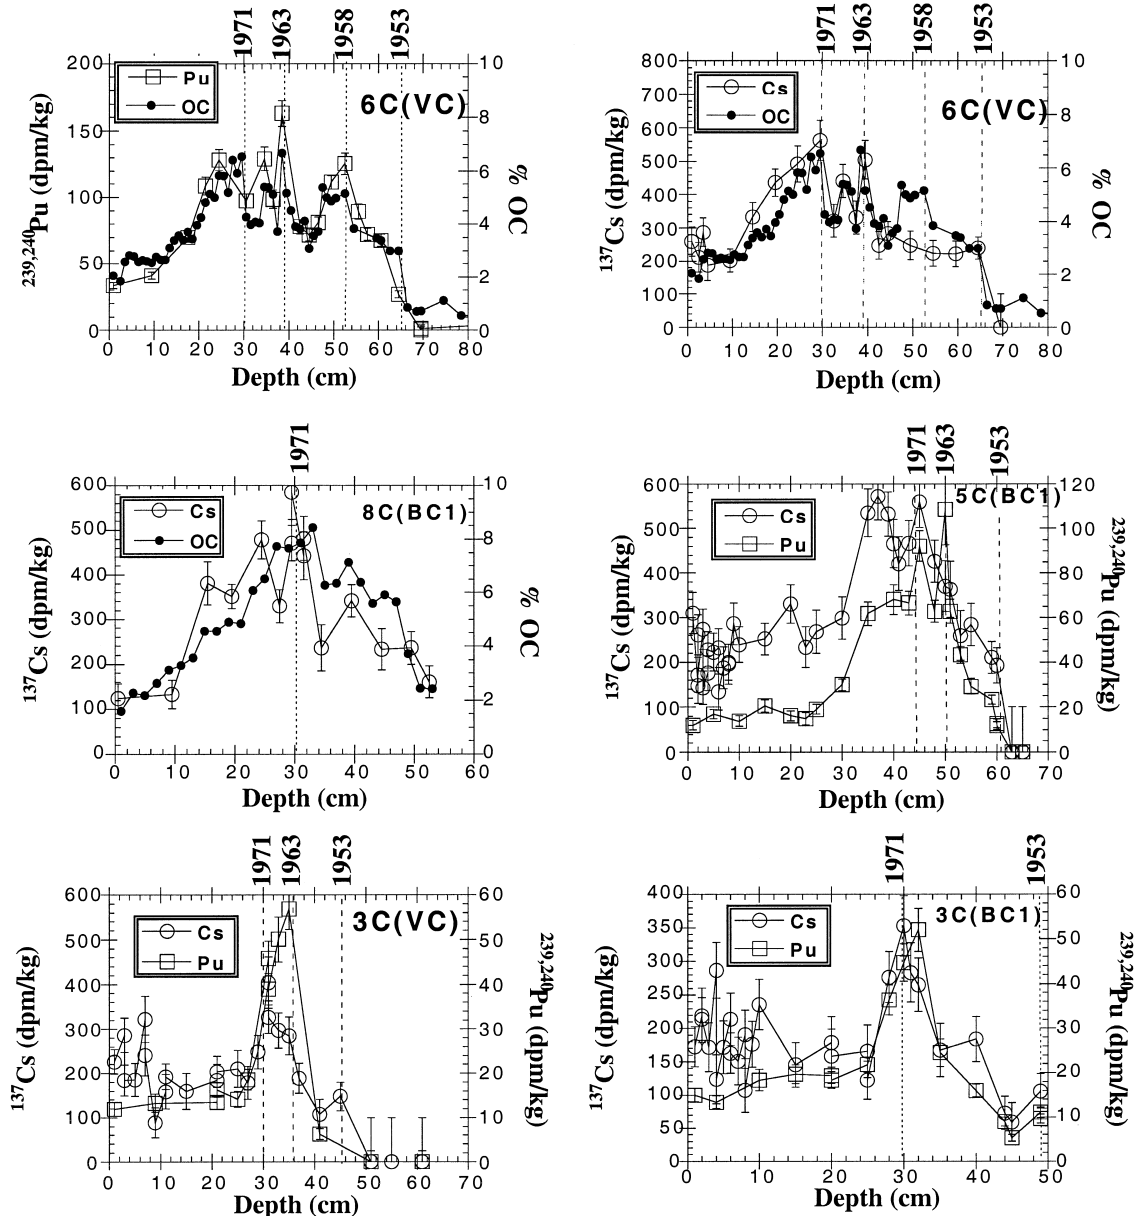 1971 1963 1958 1953
200
150
100
50
0
239,240Pu (dpm/kg)
Pu
OC
6C(VC)
10
8
6
4
2
0
% OC
0 10 20 30 40 50 60 70 80
Depth (cm)
1971 1963 1958 1953
800
700
600
500
400
300
200
100
0
137Cs (dpm/kg)
Cs
OC
6C(VC)
10
8
6
4
2
0
% OC
0 10 20 30 40 50 60 70 80
Depth (cm)
1971
600
500
400
300
200
100
0
137Cs (dpm/kg)
Cs
OC
8C(BC1)
10
8
6
4
2
0
% OC
0 10 20 30 40 50 60
Depth (cm)
1971 1963 1953
600
500
400
300
200
100
0
137Cs (dpm/kg)
Cs
Pu
5C(BC1)
120
100
80
60
40
20
0
239,240Pu (dpm/kg)
0 10 20 30 40 50 60 70
Depth (cm)
1971 1963 1953
600
500
400
300
200
100
0
137Cs (dpm/kg)
Cs
Pu
3C(VC)
60
50
40
30
20
10
0
239,240Pu (dpm/kg)
0 10 20 30 40 50 60 70
Depth (cm)
1971 1953
400
350
300
250
200
150
100
50
0
137Cs (dpm/kg)
Cs
Pu
3C(BC1)
60
50
40
30
20
10
0
239,240Pu (dpm/kg)
0 10 20 30 40 50
Depth (cm)